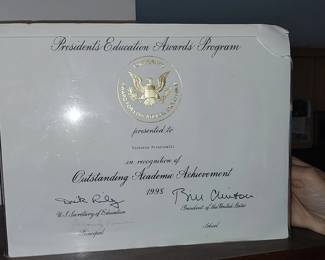 President's Education Awards Program
presented to
in recognition of
Outstanding Academic Achievement
1998
Dick Riley Bill Clinton
U.S. Secretary of Education President of the United States
Principal School